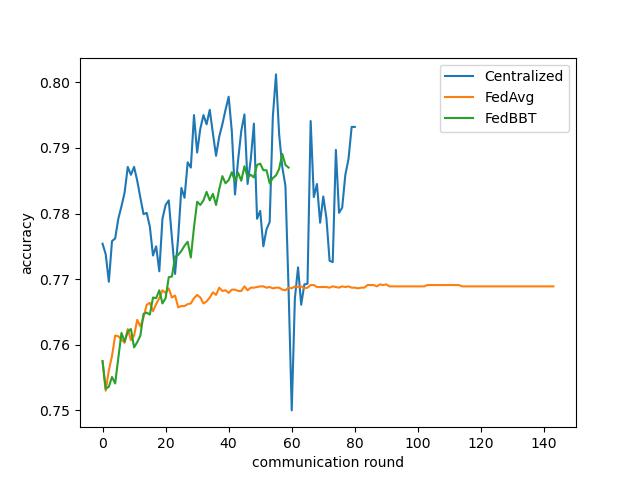 Centralized
FedAvg
FedBBT
0.80
0.79
0.78
0.77
0.76
0.75
accuracy
0 20 40 60 80 100 120 140
communication round